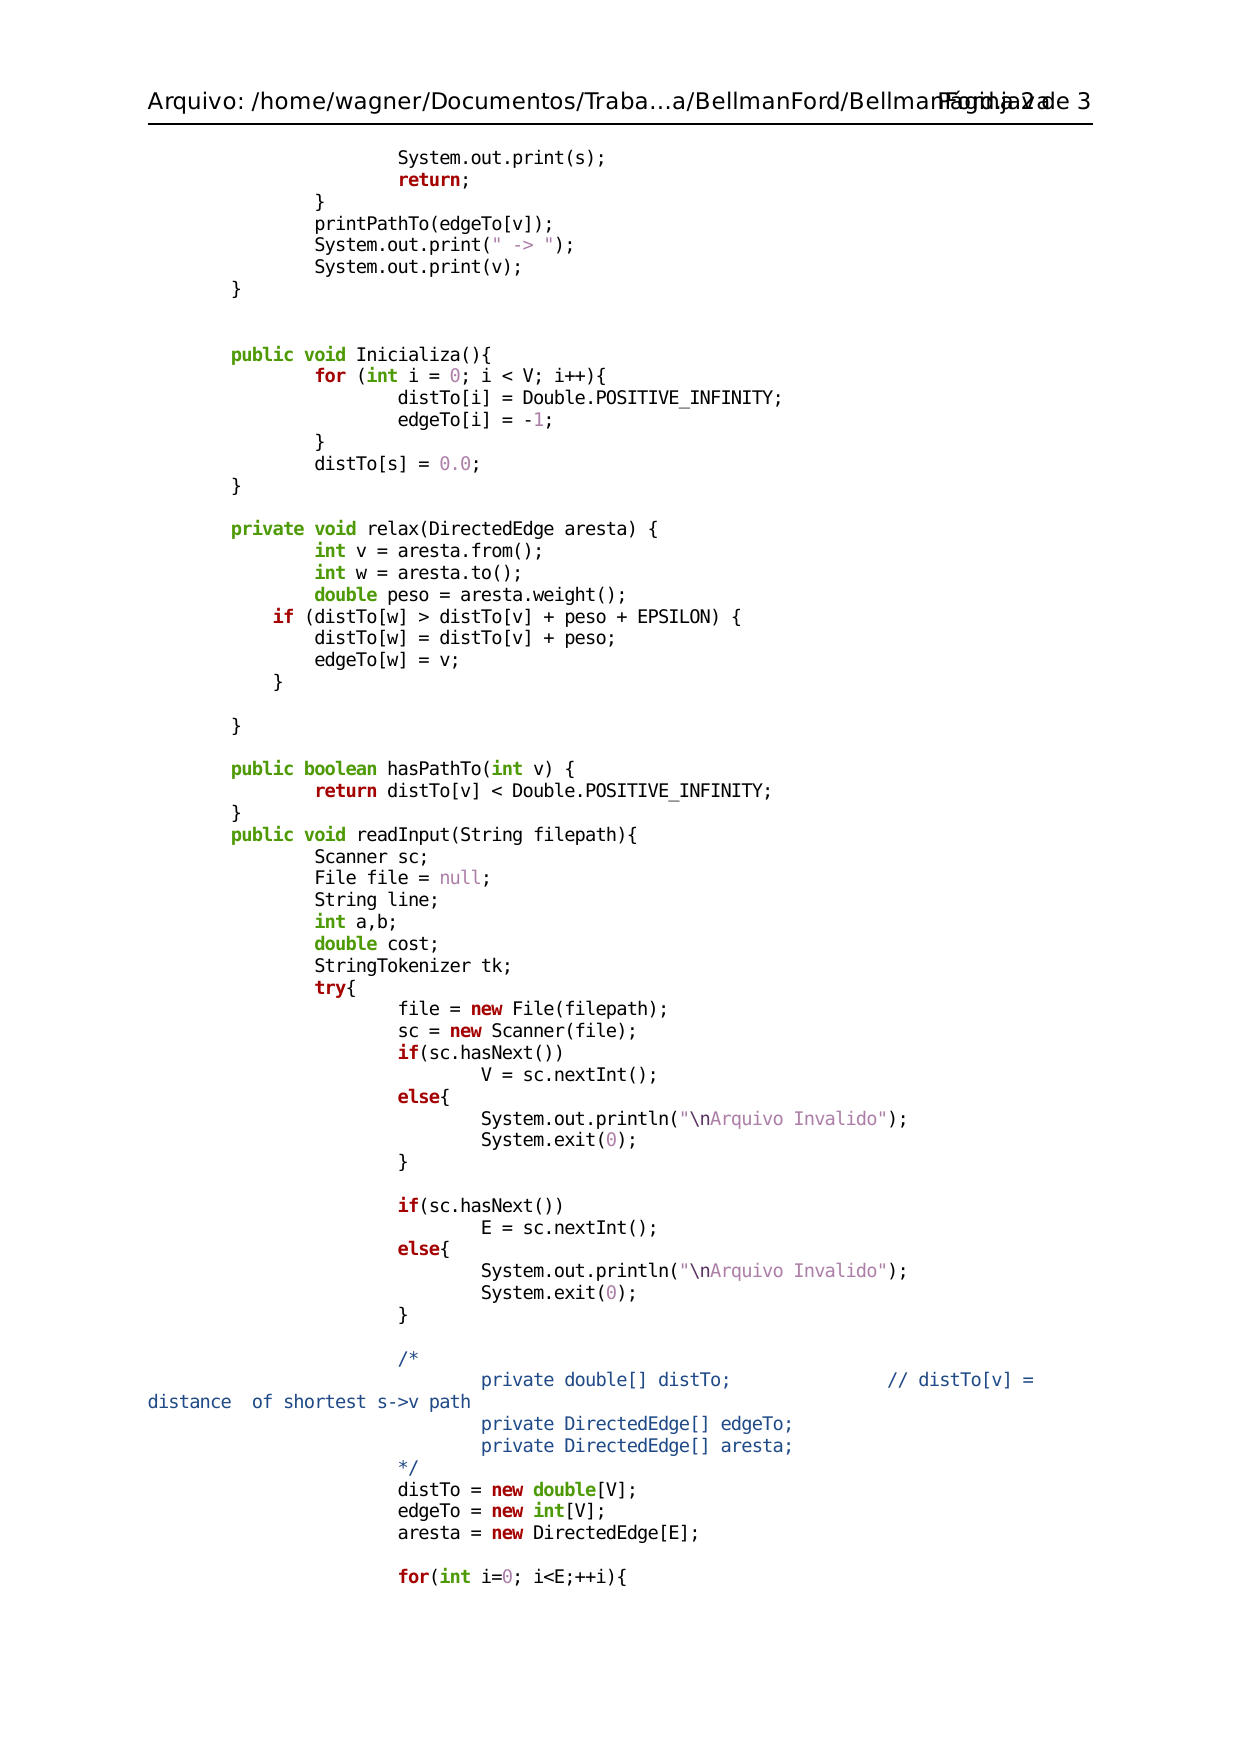 Arquivo: /home/wagner/Documentos/Traba...a/BellmanFord/BellmanFord.java Página 2 de 3
System.out.print(s);
return;
}
printPathTo(edgeTo[v]);
System.out.print(" -> ");
System.out.print(v);
}
public void Inicializa(){
for (int i = 0; i < V; i++){
distTo[i] = Double.POSITIVE_INFINITY;
edgeTo[i] = -1;
}
distTo[s] = 0.0;
}
private void relax(DirectedEdge aresta) {
int v = aresta.from();
int w = aresta.to();
double peso = aresta.weight();
if (distTo[w] > distTo[v] + peso + EPSILON) {
distTo[w] = distTo[v] + peso;
edgeTo[w] = v;
}
}
public boolean hasPathTo(int v) {
return distTo[v] < Double.POSITIVE_INFINITY;
}
public void readInput(String filepath){
Scanner sc;
File file = null;
String line;
int a,b;
double cost;
StringTokenizer tk;
try{
file = new File(filepath);
sc = new Scanner(file);
if(sc.hasNext())
V = sc.nextInt();
else{
System.out.println("\nArquivo Invalido");
System.exit(0);
}
if(sc.hasNext())
E = sc.nextInt();
else{
System.out.println("\nArquivo Invalido");
System.exit(0);
}
/*
private double[] distTo; // distTo[v] =
distance  of shortest s->v path
private DirectedEdge[] edgeTo;
private DirectedEdge[] aresta;
*/
distTo = new double[V];
edgeTo = new int[V];
aresta = new DirectedEdge[E];
for(int i=0; i<E;++i){